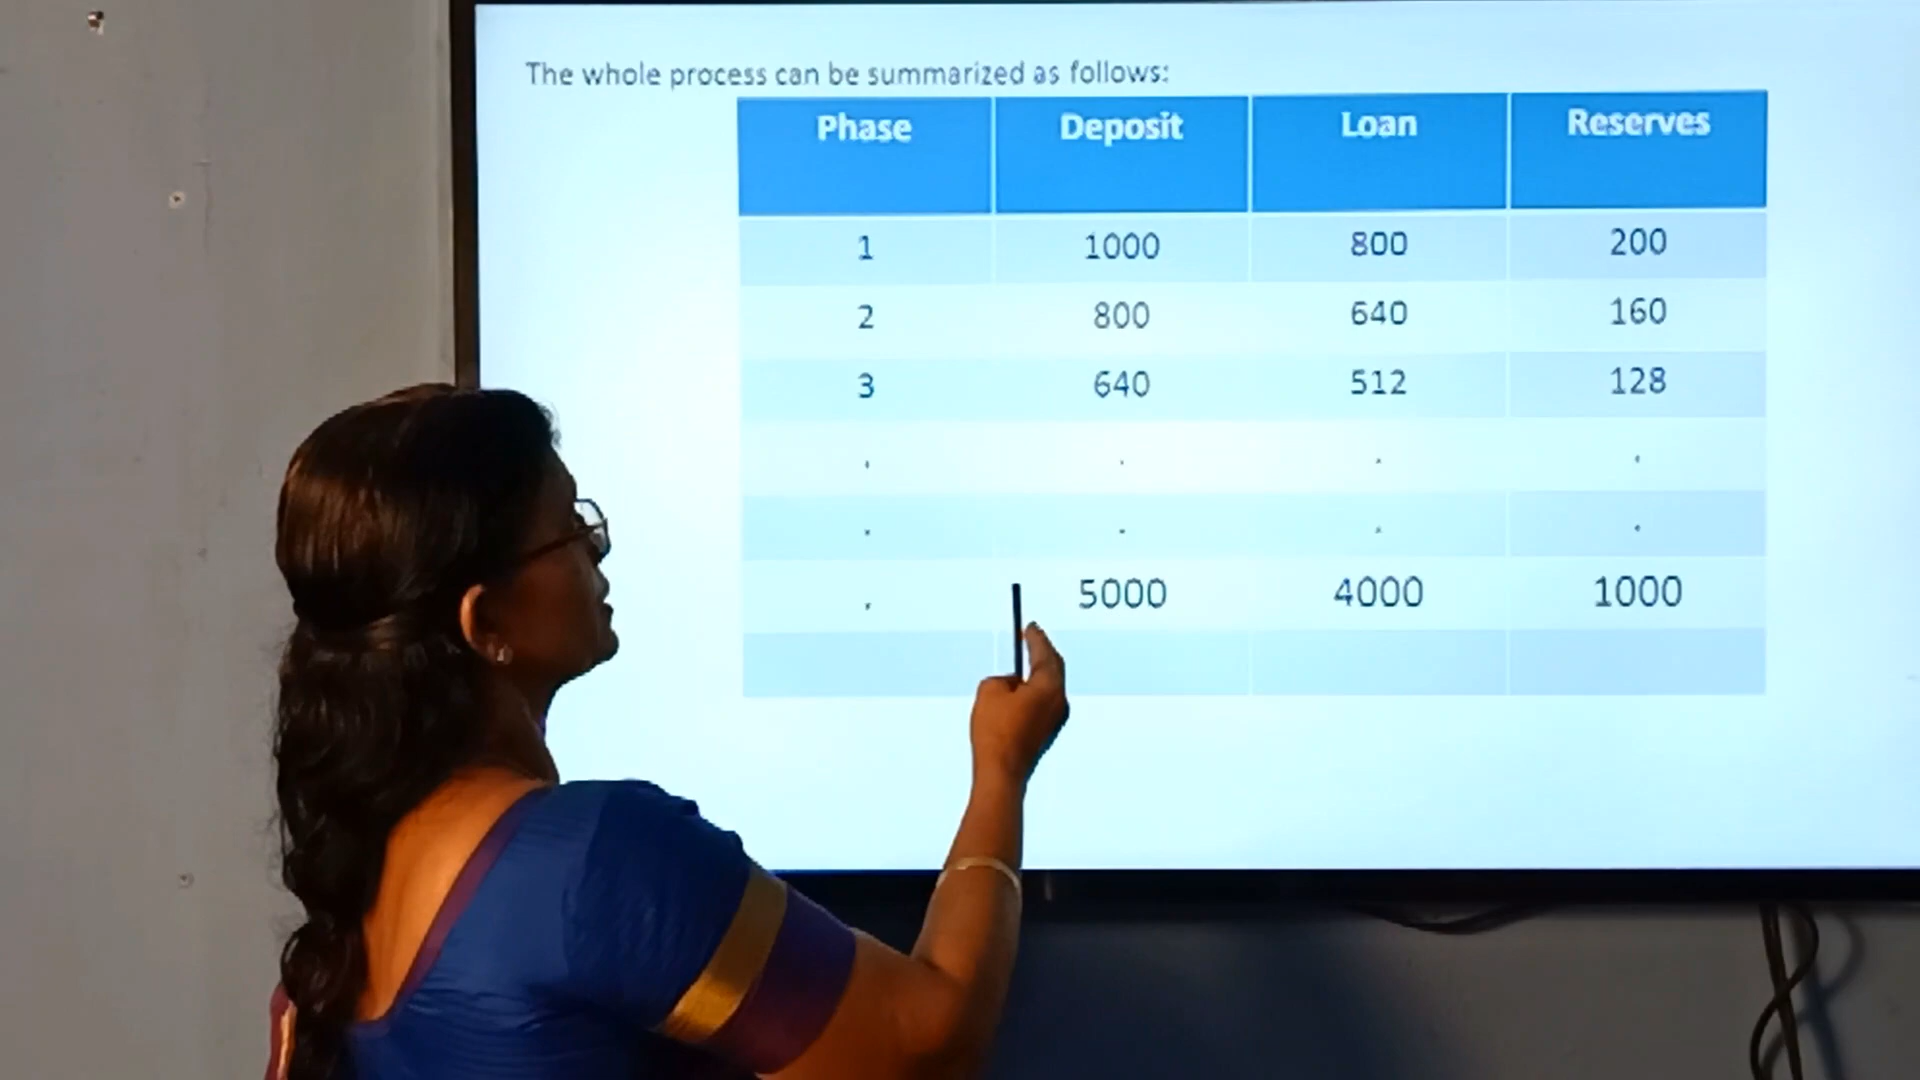 The whole process can be summarized as follows:
Phase Deposit Loan Reserves
1 1000 800 200
2 800 640 160
3 640 512 128
. . . .
. . . .
. 5000 4000 1000